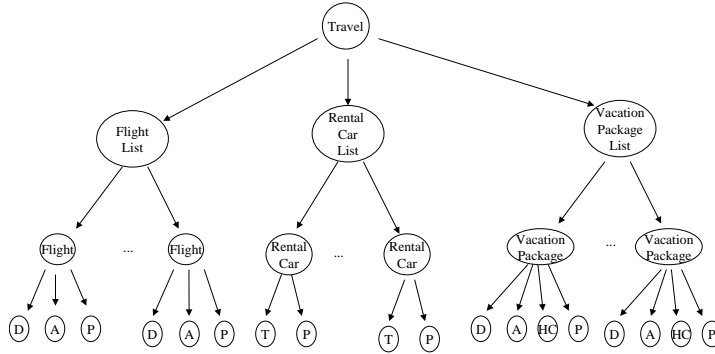 Travel
Flight
List
Rental
Car
List
Vacation
Package
List
Flight
...
Flight
Rental
Car
...
Rental
Car
Vacation
Package
...
Vacation
Package
D A P
D A P
T P
T P
D A HC P
D A HC P